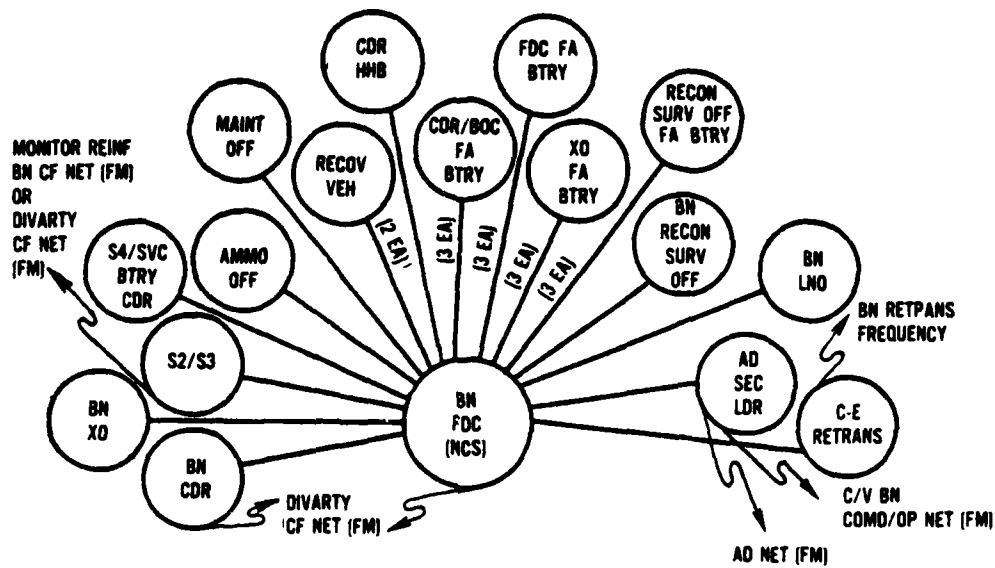 CDR
HHB
FDC FA
BTRY
MAINT
OFF
RECOV
VEH
CDR/BOC
FA
BTRY
XO
FA
BTRY
RECON
SURV OFF
FA BTRY
MONITOR REINF
BN CF NET (FM)
OR
DIVARTY
CF NET
(FM)
S4/SVC
BTRY
CDR
AMMO
OFF
(2 EA)
(3 EA)
(3 EA)
(3 EA)
(3 EA)
BN
RECON
SURV
OFF
BN
LNO
BN RETPANS
FREQUENCY
S2/S3
AD
SEC
LDR
BN
XO
BN
FDC
(NCS)
C-E
RETRANS
BN
CDR
DIVARTY
CF NET (FM)
C/V BN
COMD/OP NET (FM)
AD NET (FM)